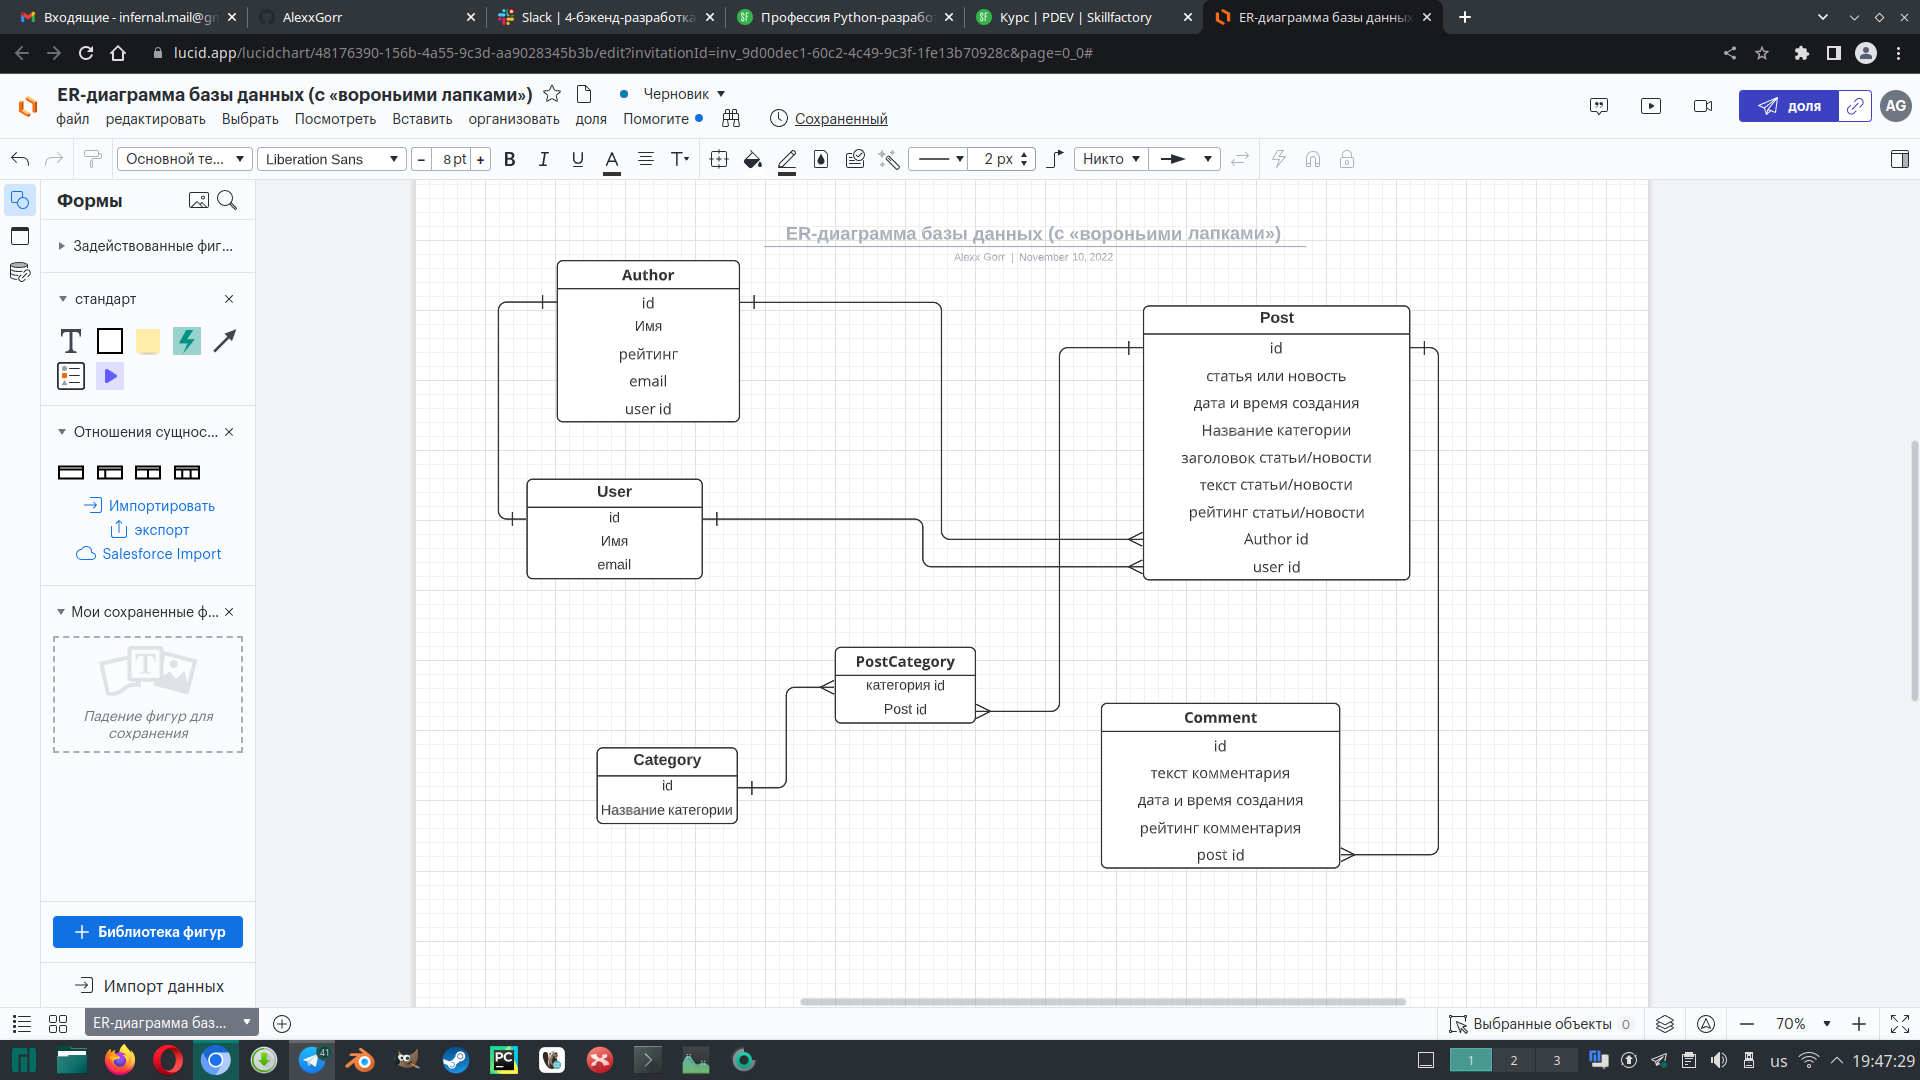 Входящие - infernal.mail@gm
AlexxGorr
Slack | 4-бэкенд-разработка
Профессия Python-разработ
Курс | PDEV | Skillfactory
ER-диаграмма базы данных
lucid.app/lucidchart/48176390-156b-4a55-9c3d-aa9028345b3b/edit?invitationId=inv_9d00dec1-60c2-4c49-9c3f-1fe13b70928c&page=0_0#
ER-диаграмма базы данных (с «вороньими лапками»)
Черновик
файл редактировать Выбрать Посмотреть Вставить организовать доля Помогите
Сохраненный
доля
AG
Основной те...
Liberation Sans
− 8 pt +
B I U A T
2 px
Никто
Формы
Задействованные фиг...
стандарт
T
Отношения сущнос...
Импортировать
экспорт
Salesforce Import
Мои сохраненные ф...
T
Падение фигур для
сохранения
+ Библиотека фигур
Импорт данных
ER-диаграмма базы данных (с «вороньими лапками»)
Alexx Gorr | November 10, 2022
Author
id
Имя
рейтинг
email
user id
User
id
Имя
email
Post
id
статья или новость
дата и время создания
Название категории
заголовок статьи/новости
текст статьи/новости
рейтинг статьи/новости
Author id
user id
PostCategory
категория id
Post id
Category
id
Название категории
Comment
id
текст комментария
дата и время создания
рейтинг комментария
post id
ER-диаграмма баз...
Выбранные объекты 0
70%
41
PC
1 2 3
us
19:47:29